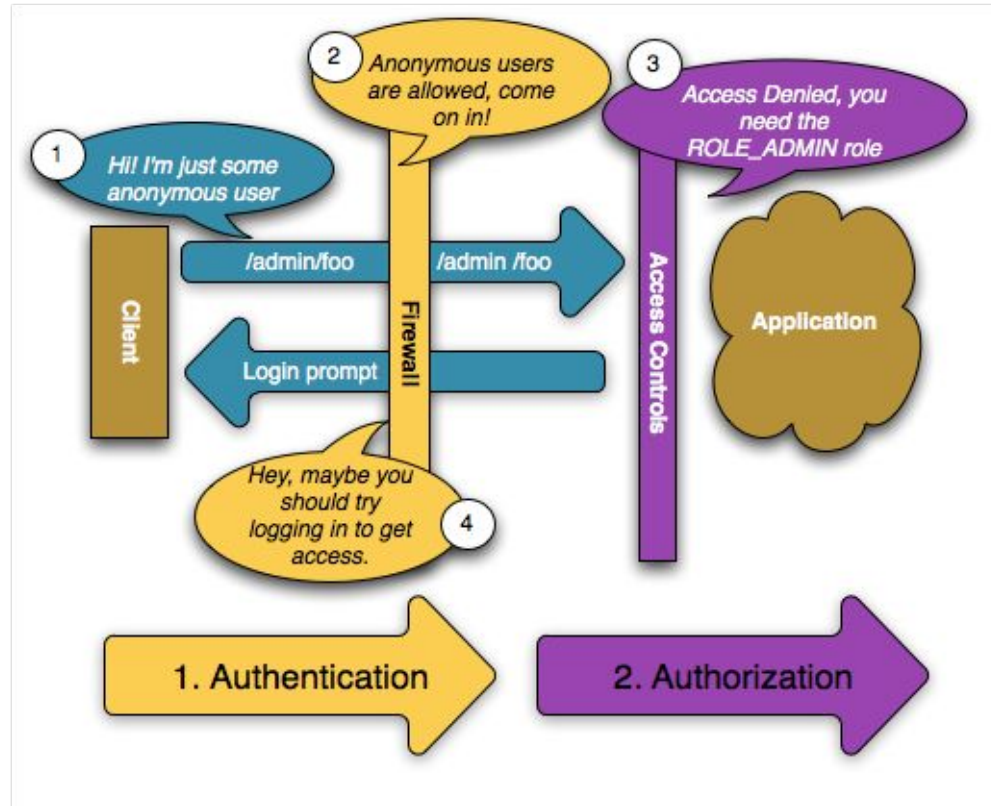 1
Hi! I'm just some
anonymous user
2
Anonymous users
are allowed, come
on in!
3
Access Denied, you
need the
ROLE_ADMIN role
/admin/foo
/admin /foo
Client
Firewall
Access Controls
Application
Login prompt
Hey, maybe you
should try
logging in to get
access.
4
1. Authentication
2. Authorization